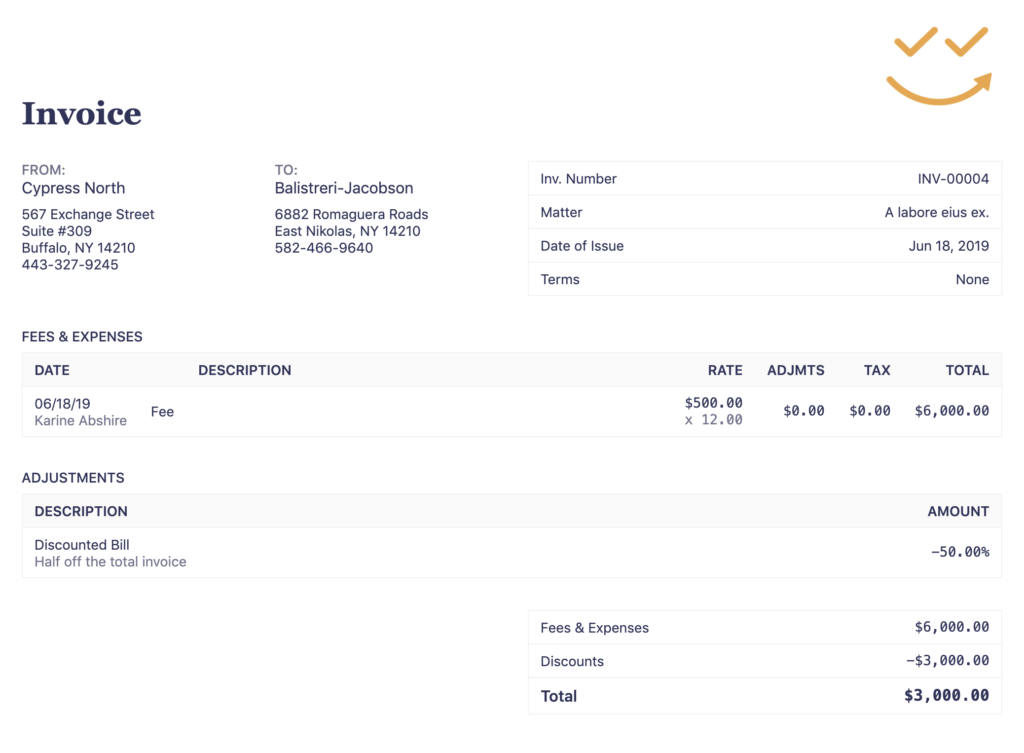 Invoice
FROM:
Cypress North
567 Exchange Street
Suite #309
Buffalo, NY 14210
443-327-9245
TO:
Balistreri-Jacobson
6882 Romaguera Roads
East Nikolas, NY 14210
582-466-9640
Inv. Number INV-00004
Matter A labore eius ex.
Date of Issue Jun 18, 2019
Terms None
FEES & EXPENSES
DATE DESCRIPTION RATE ADJMTS TAX TOTAL
06/18/19
Karine Abshire
Fee
$500.00
x 12.00
$0.00 $0.00 $6,000.00
ADJUSTMENTS
DESCRIPTION AMOUNT
Discounted Bill
Half off the total invoice
−50.00%
Fees & Expenses $6,000.00
Discounts −$3,000.00
Total $3,000.00